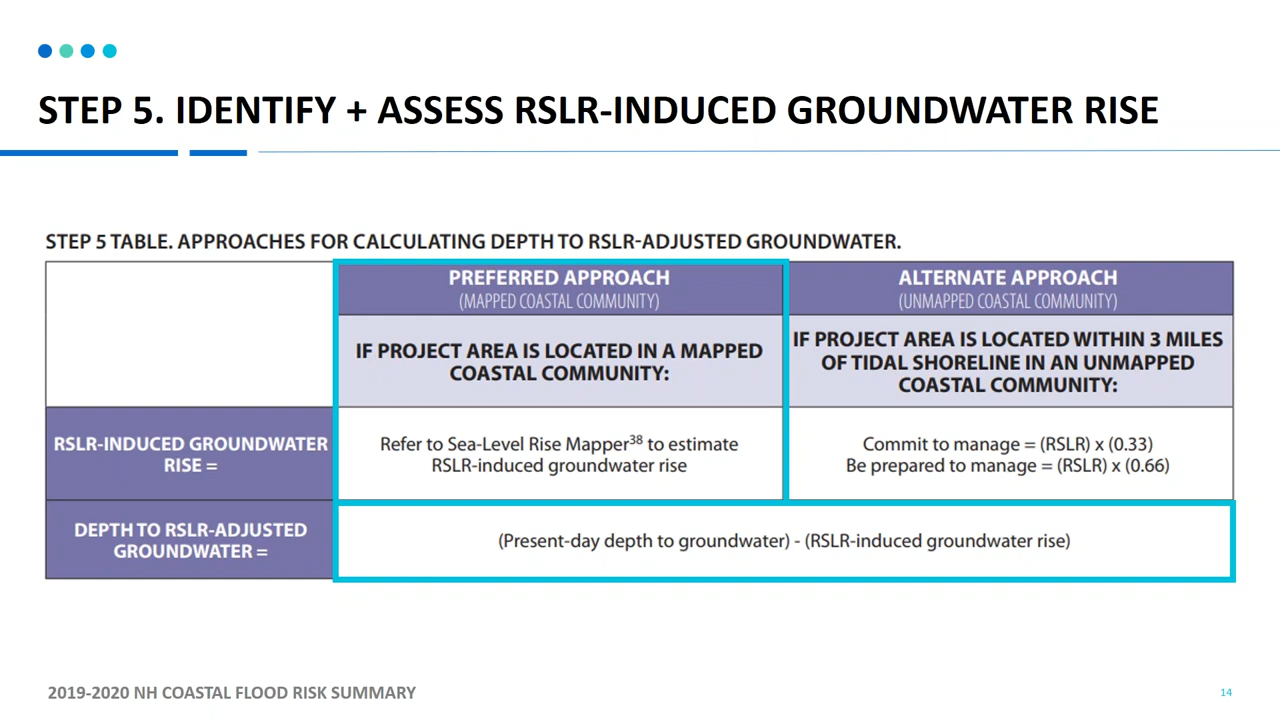 STEP 5. IDENTIFY + ASSESS RSLR-INDUCED GROUNDWATER RISE
STEP 5 TABLE. APPROACHES FOR CALCULATING DEPTH TO RSLR-ADJUSTED GROUNDWATER.
PREFERRED APPROACH
(MAPPED COASTAL COMMUNITY)
ALTERNATE APPROACH
(UNMAPPED COASTAL COMMUNITY)
IF PROJECT AREA IS LOCATED IN A MAPPED
COASTAL COMMUNITY:
IF PROJECT AREA IS LOCATED WITHIN 3 MILES
OF TIDAL SHORELINE IN AN UNMAPPED
COASTAL COMMUNITY:
RSLR-INDUCED GROUNDWATER
RISE =
Refer to Sea-Level Rise Mapper³⁸ to estimate
RSLR-induced groundwater rise
Commit to manage = (RSLR) x (0.33)
Be prepared to manage = (RSLR) x (0.66)
DEPTH TO RSLR-ADJUSTED
GROUNDWATER =
(Present-day depth to groundwater) - (RSLR-induced groundwater rise)
2019-2020 NH COASTAL FLOOD RISK SUMMARY
14